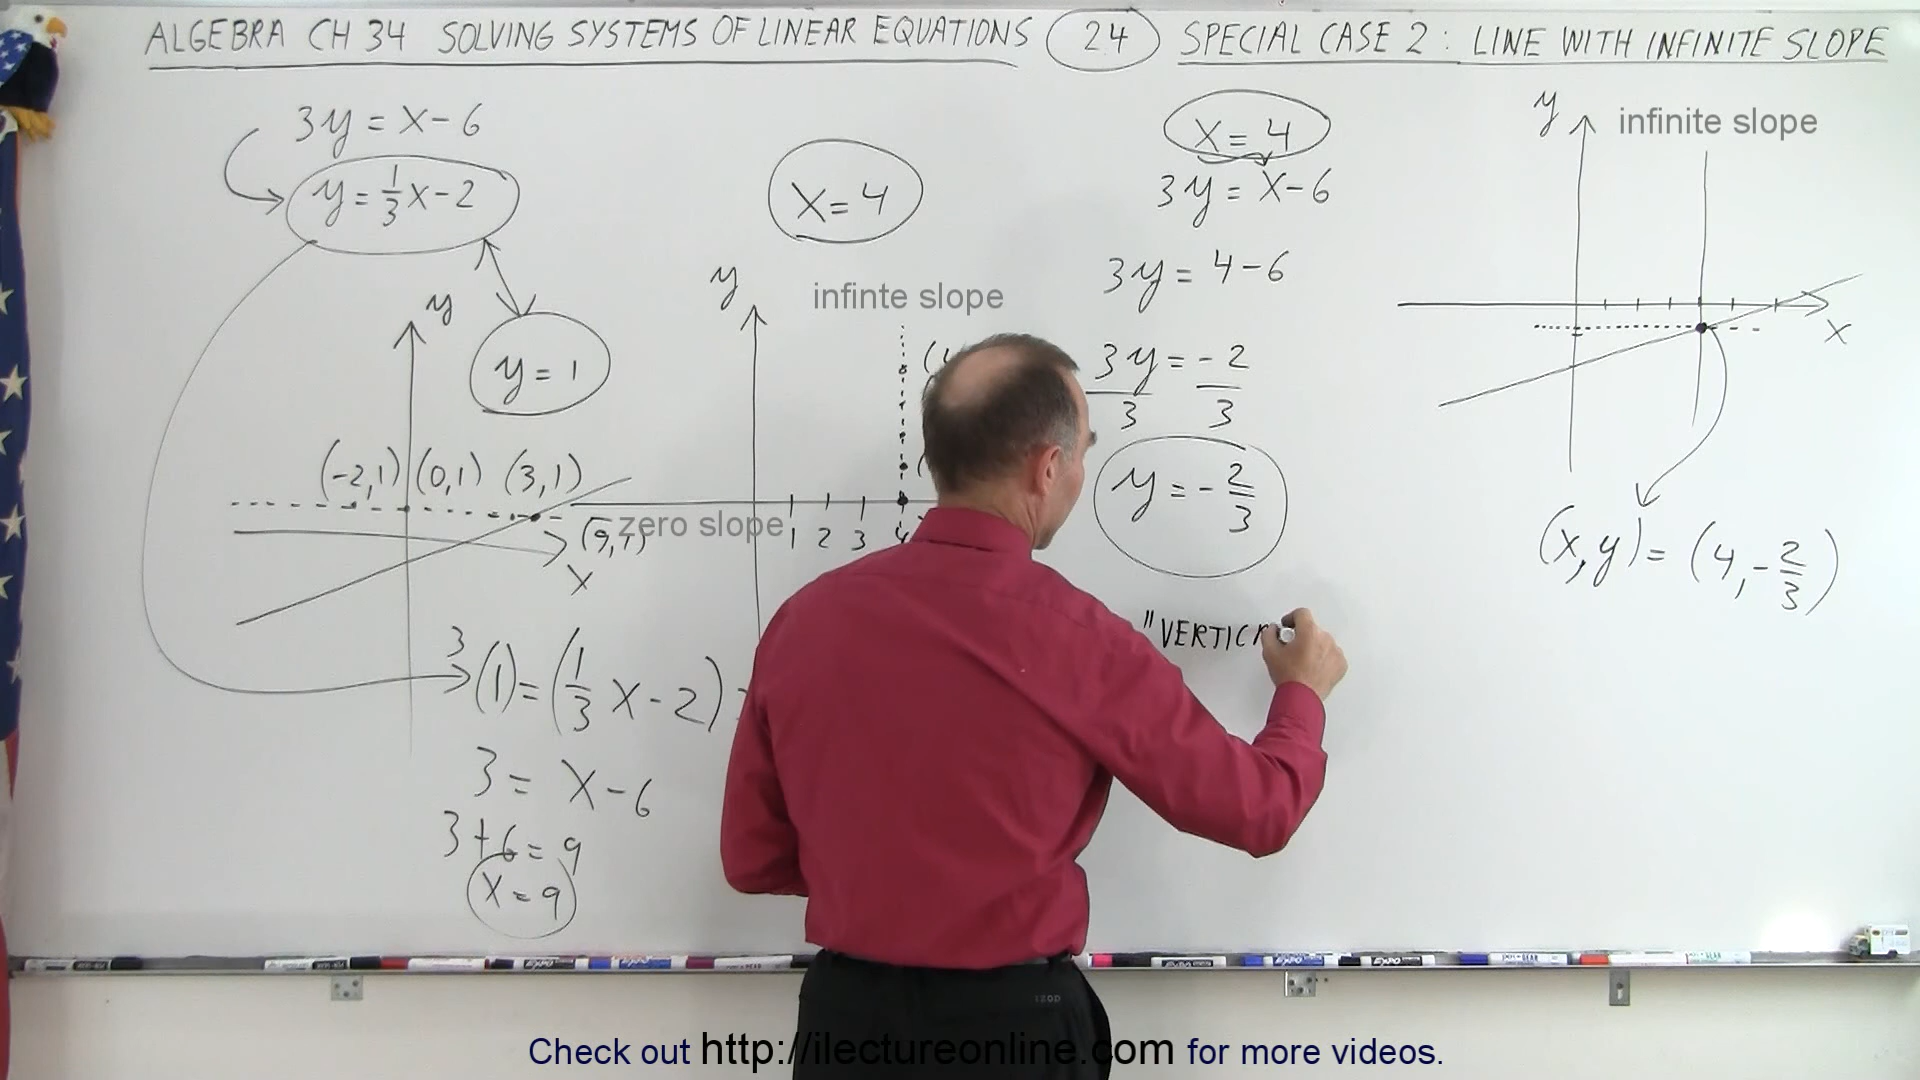 ALGEBRA CH 34 SOLVING SYSTEMS OF LINEAR EQUATIONS 24 SPECIAL CASE 2: LINE WITH INFINITE SLOPE
3y = x-6
y = 1/3 x-2
y
y = 1
(-2,1) (0,1) (3,1)
(9,1)
zero slope
x
3(1) = (1/3 x-2)
3 = x-6
3+6 = 9
x = 9
x = 4
y
infinte slope
1 2 3 4
x = 4
3y = x-6
3y = 4-6
3y/3 = -2/3
y = -2/3
"VERTICA
y
infinite slope
x
(x,y) = (4,-2/3)
IZOD
Check out http://ilectureonline.com for more videos.